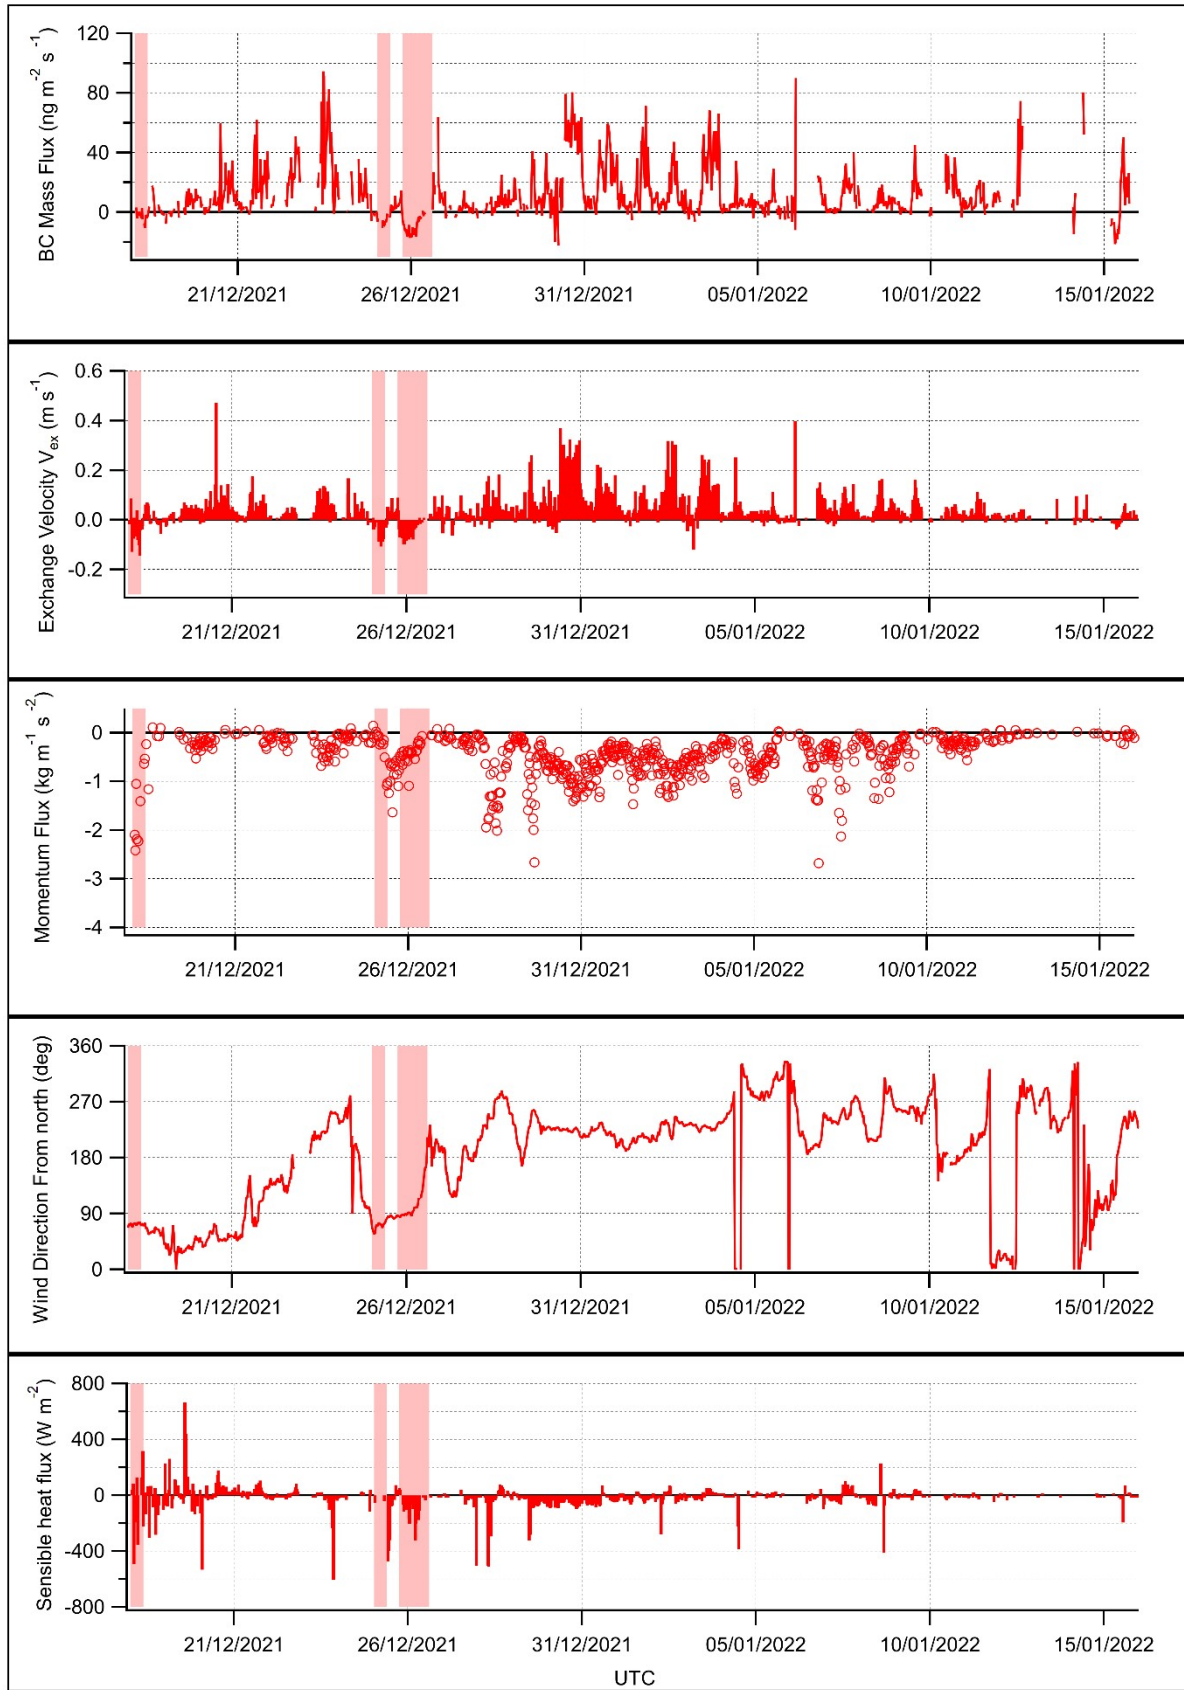 BC Mass Flux (ng m⁻² s⁻¹)
120
80
40
0
21/12/2021 26/12/2021 31/12/2021 05/01/2022 10/01/2022 15/01/2022
Exchange Velocity Vₑₓ (m s⁻¹)
0.6
0.4
0.2
0.0
-0.2
21/12/2021 26/12/2021 31/12/2021 05/01/2022 10/01/2022 15/01/2022
Momentum Flux (kg m⁻¹ s⁻²)
0
-1
-2
-3
-4
21/12/2021 26/12/2021 31/12/2021 05/01/2022 10/01/2022 15/01/2022
Wind Direction From north (deg)
360
270
180
90
0
21/12/2021 26/12/2021 31/12/2021 05/01/2022 10/01/2022 15/01/2022
Sensible heat flux (W m⁻²)
800
400
0
-400
-800
21/12/2021 26/12/2021 31/12/2021 05/01/2022 10/01/2022 15/01/2022
UTC